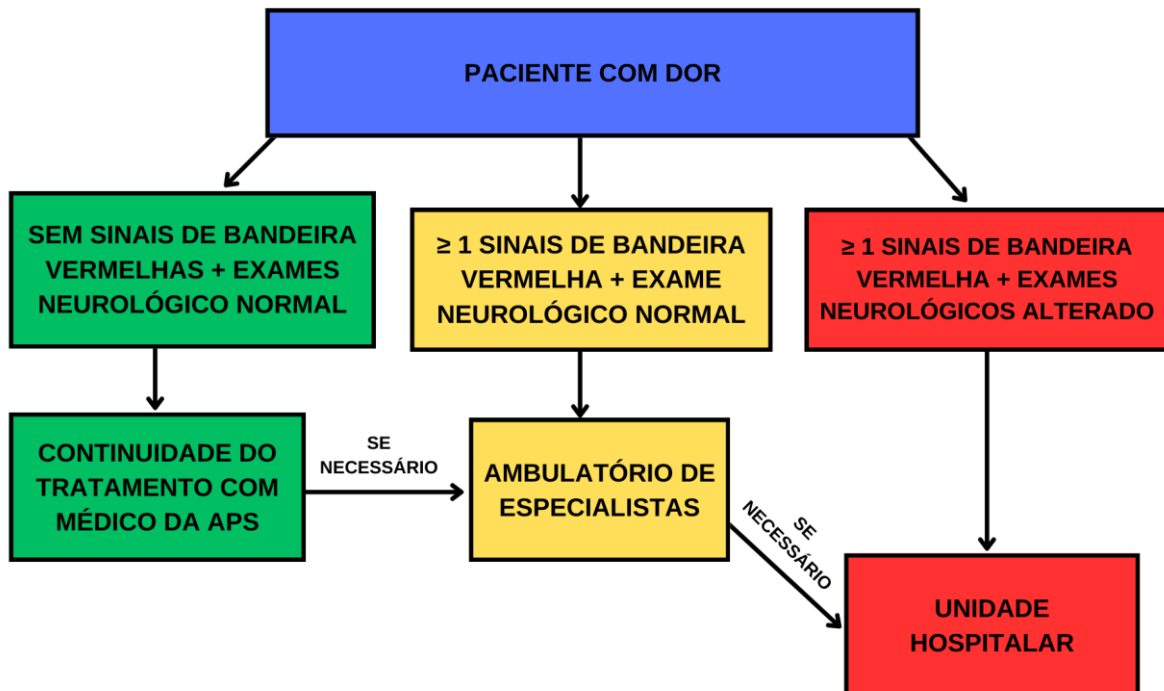 PACIENTE COM DOR
SEM SINAIS DE BANDEIRA
VERMELHAS + EXAMES
NEUROLÓGICO NORMAL
≥ 1 SINAIS DE BANDEIRA
VERMELHA + EXAME
NEUROLÓGICO NORMAL
≥ 1 SINAIS DE BANDEIRA
VERMELHA + EXAMES
NEUROLÓGICOS ALTERADO
CONTINUIDADE DO
TRATAMENTO COM
MÉDICO DA APS
SE
NECESSÁRIO
AMBULATÓRIO DE
ESPECIALISTAS
SE
NECESSÁRIO
UNIDADE
HOSPITALAR